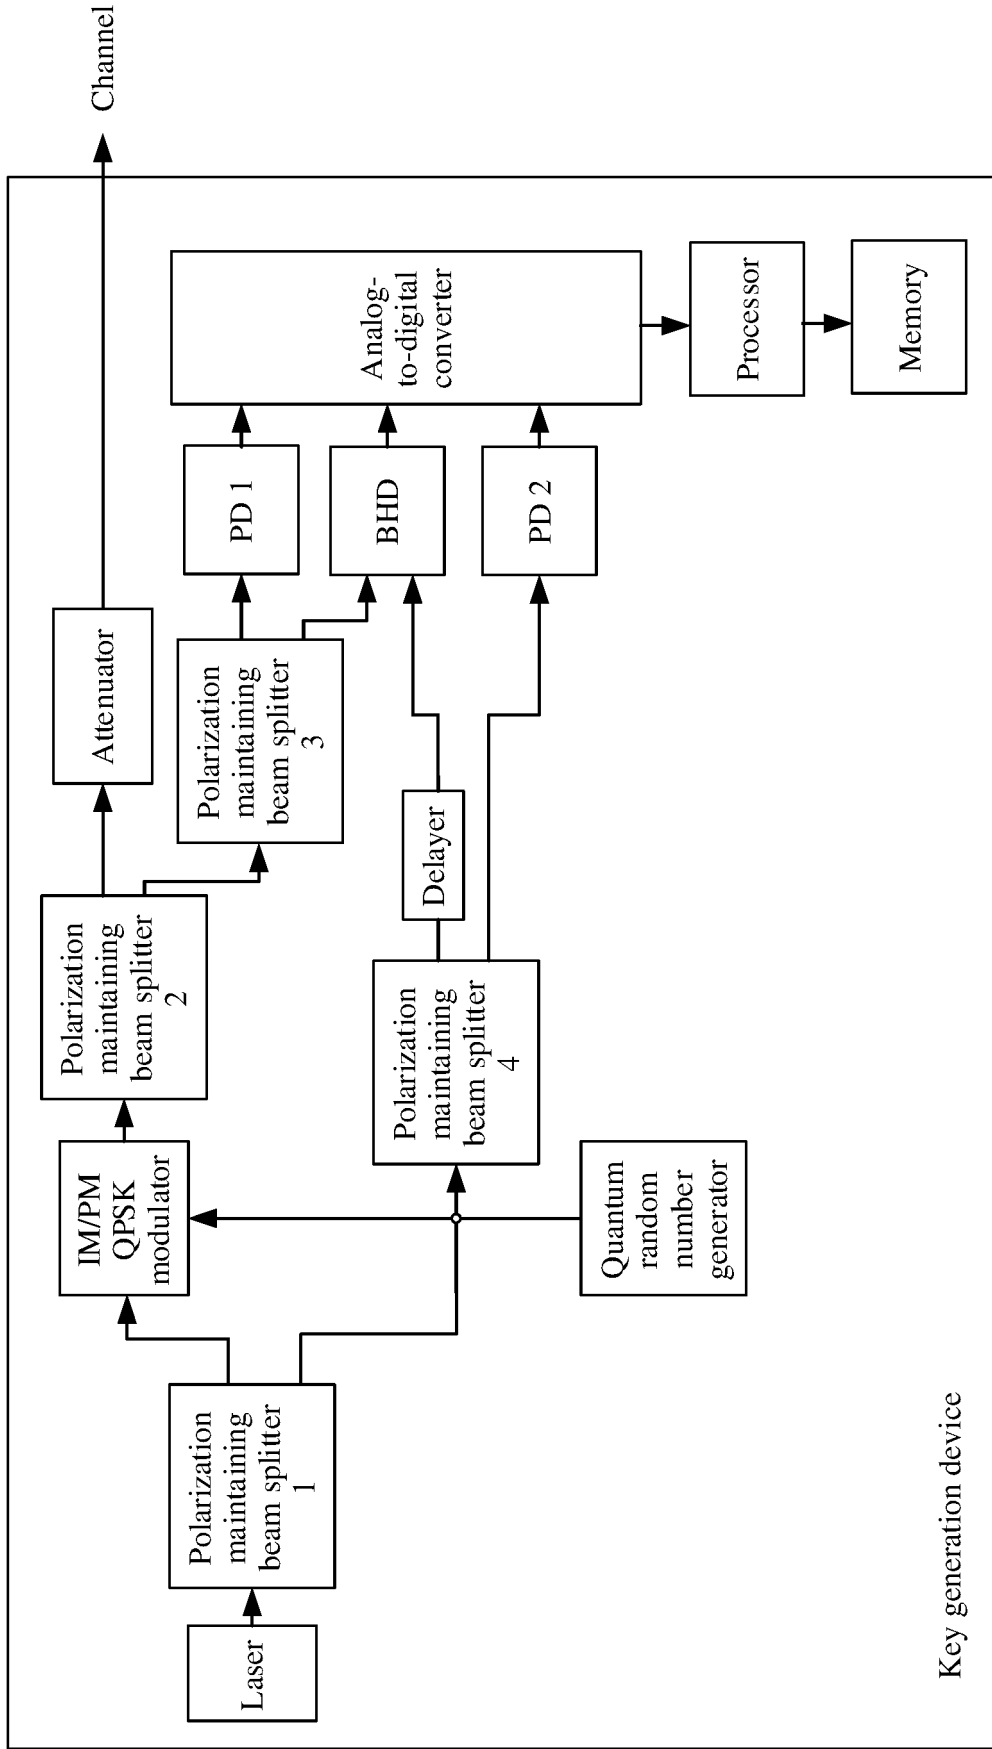 Laser
Polarization
maintaining
beam splitter
1
IM/PM
QPSK
modulator
Quantum
random
number
generator
Polarization
maintaining
beam splitter
2
Polarization
maintaining
beam splitter
4
Attenuator
Polarization
maintaining
beam splitter
3
Delayer
PD 1
BHD
PD 2
Analog-
to-digital
converter
Processor
Memory
Channel
Key generation device